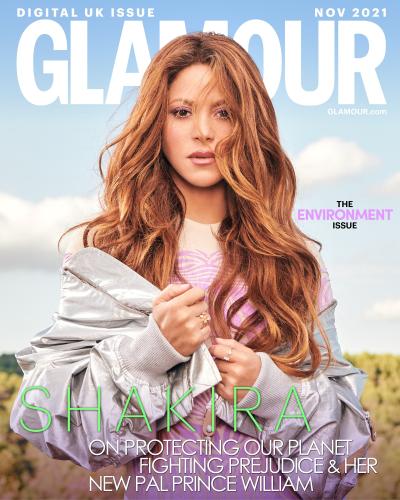 DIGITAL UK ISSUE NOV 2021
GLAMOUR
GLAMOUR.com
THE
ENVIRONMENT
ISSUE
SHAKIRA
ON PROTECTING OUR PLANET
FIGHTING PREJUDICE & HER
NEW PAL PRINCE WILLIAM